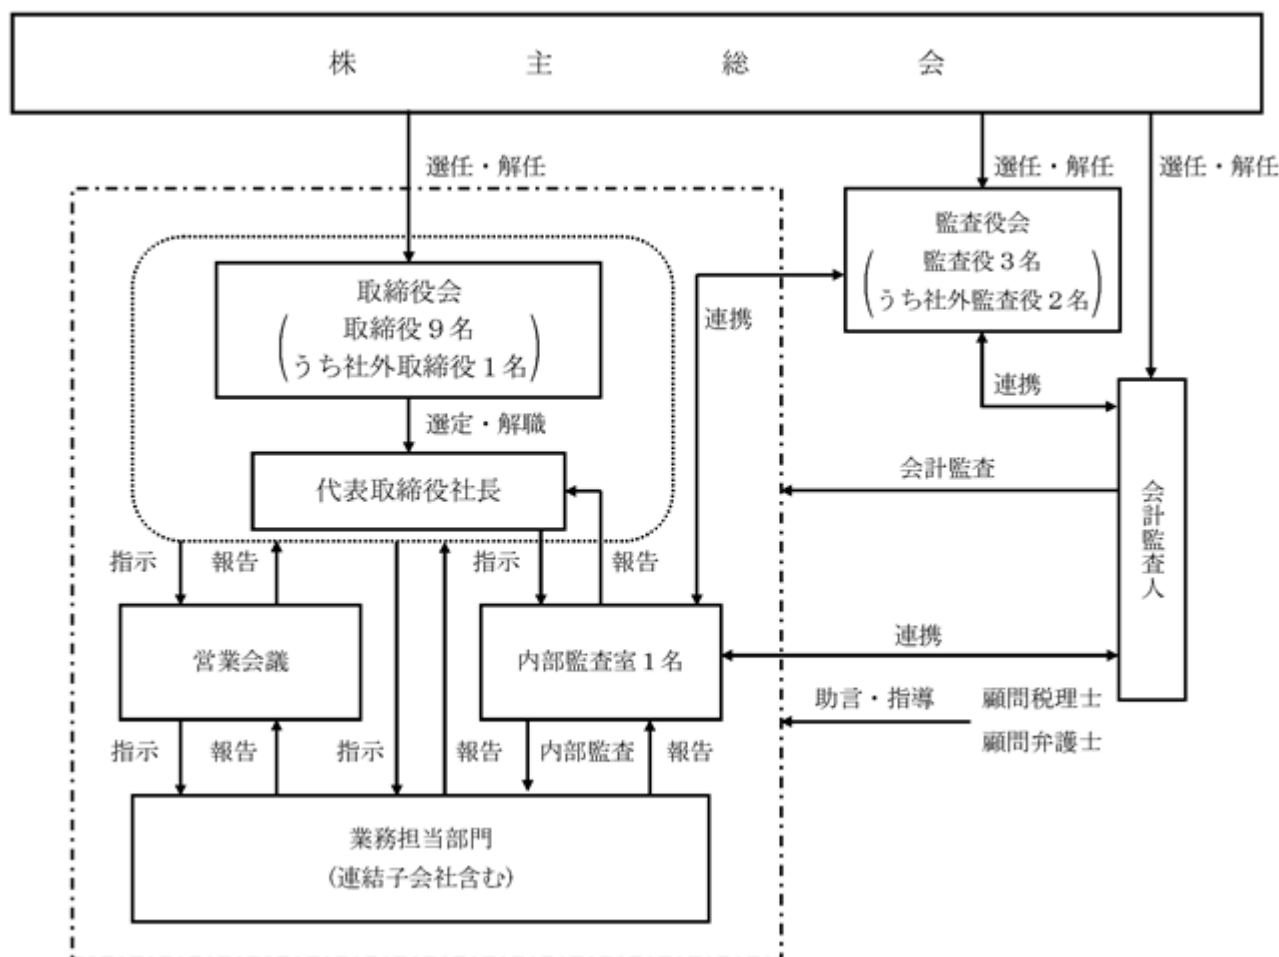 株主総会
選任・解任
選任・解任
選任・解任
監査役会
監査役3名
うち社外監査役2名
取締役会
取締役9名
うち社外取締役1名
連携
連携
選定・解職
代表取締役社長
会計監査
会計監査人
指示
報告
指示
報告
営業会議
内部監査室1名
連携
助言・指導
顧問税理士
顧問弁護士
指示
報告
指示
報告
内部監査
報告
業務担当部門
(連結子会社含む)